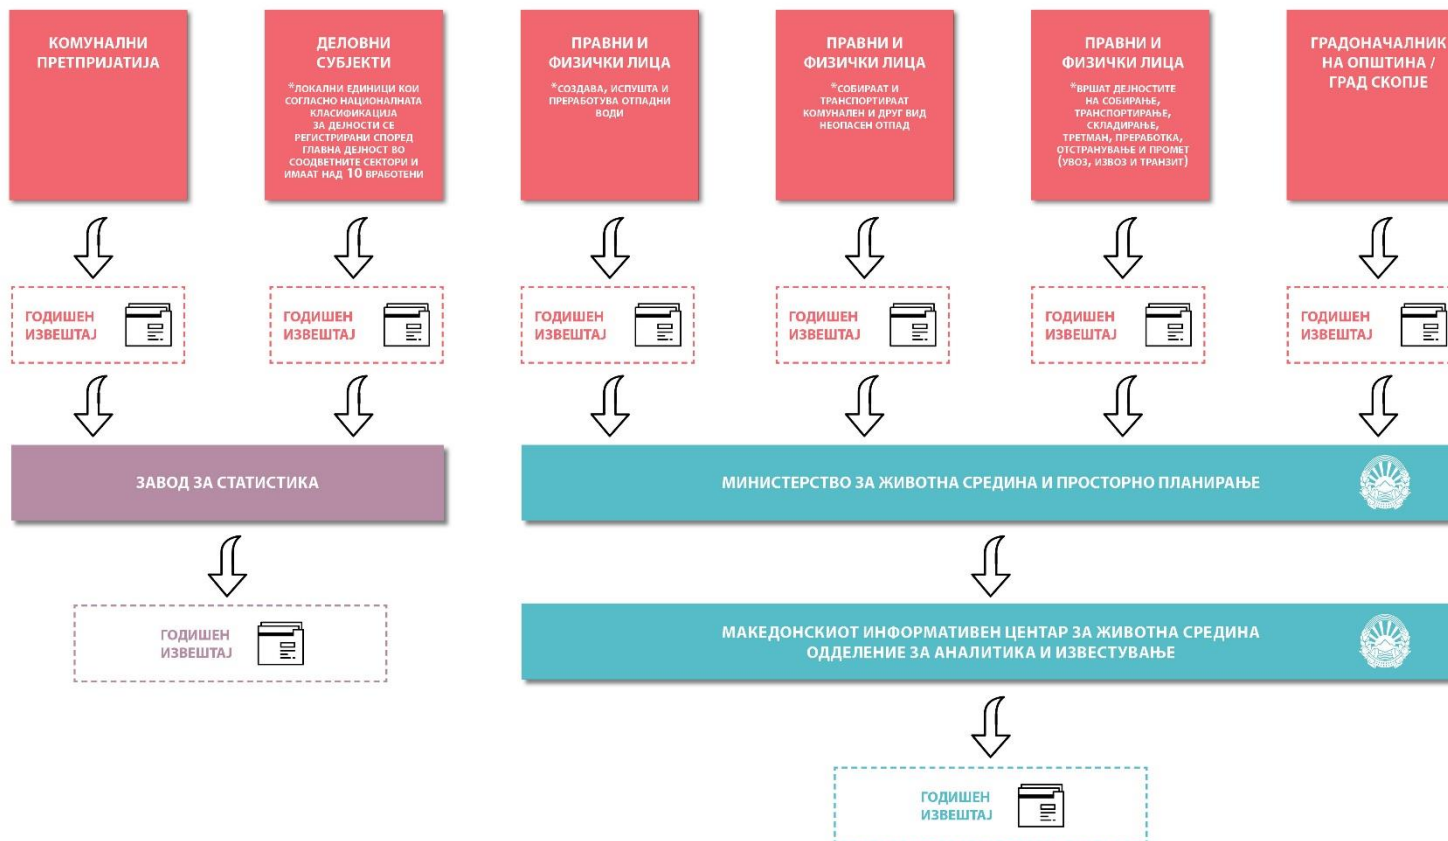 КОМУНАЛНИ
ПРЕТПРИЈАТИЈА
ДЕЛОВНИ
СУБЈЕКТИ
*ЛОКАЛНИ ЕДИНИЦИ КОИ
СОГЛАСНО НАЦИОНАЛНАТА
КЛАСИФИКАЦИЈА
ЗА ДЕЈНОСТИ СЕ
РЕГИСТРИРАНИ СПОРЕД
ГЛАВНА ДЕЈНОСТ ВО
СООДВЕТНИТЕ СЕКТОРИ И
ИМААТ НАД 10 ВРАБОТЕНИ
ПРАВНИ И
ФИЗИЧКИ ЛИЦА
*СОЗДАВА, ИСПУШТА И
ПРЕРАБОТУВА ОТПАДНИ
ВОДИ
ПРАВНИ И
ФИЗИЧКИ ЛИЦА
*СОБИРААТ И
ТРАНСПОРТИРААТ
КОМУНАЛЕН И ДРУГ ВИД
НЕОПАСЕН ОТПАД
ПРАВНИ И
ФИЗИЧКИ ЛИЦА
*ВРШАТ ДЕЈНОСТИТЕ
НА СОБИРАЊЕ,
ТРАНСПОРТИРАЊЕ,
СКЛАДИРАЊЕ,
ТРЕТМАН, ПРЕРАБОТКА,
ОТСТРАНУВАЊЕ И ПРОМЕТ
(УВОЗ, ИЗВОЗ И ТРАНЗИТ)
ГРАДОНАЧАЛНИК
НА ОПШТИНА /
ГРАД СКОПЈЕ
ГОДИШЕН
ИЗВЕШТАЈ
ГОДИШЕН
ИЗВЕШТАЈ
ГОДИШЕН
ИЗВЕШТАЈ
ГОДИШЕН
ИЗВЕШТАЈ
ГОДИШЕН
ИЗВЕШТАЈ
ГОДИШЕН
ИЗВЕШТАЈ
ЗАВОД ЗА СТАТИСТИКА
МИНИСТЕРСТВО ЗА ЖИВОТНА СРЕДИНА И ПРОСТОРНО ПЛАНИРАЊЕ
ГОДИШЕН
ИЗВЕШТАЈ
МАКЕДОНСКИОТ ИНФОРМАТИВЕН ЦЕНТАР ЗА ЖИВОТНА СРЕДИНА
ОДДЕЛЕНИЕ ЗА АНАЛИТИКА И ИЗВЕСТУВАЊЕ
ГОДИШЕН
ИЗВЕШТАЈ